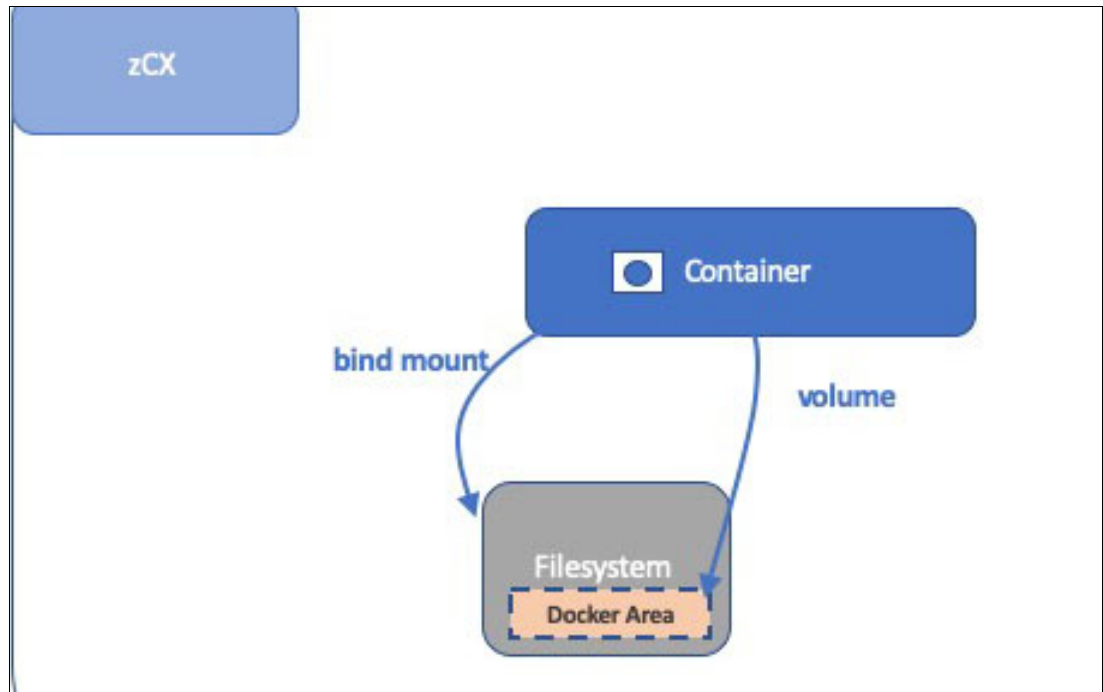 zCX
Container
bind mount
volume
Filesystem
Docker Area